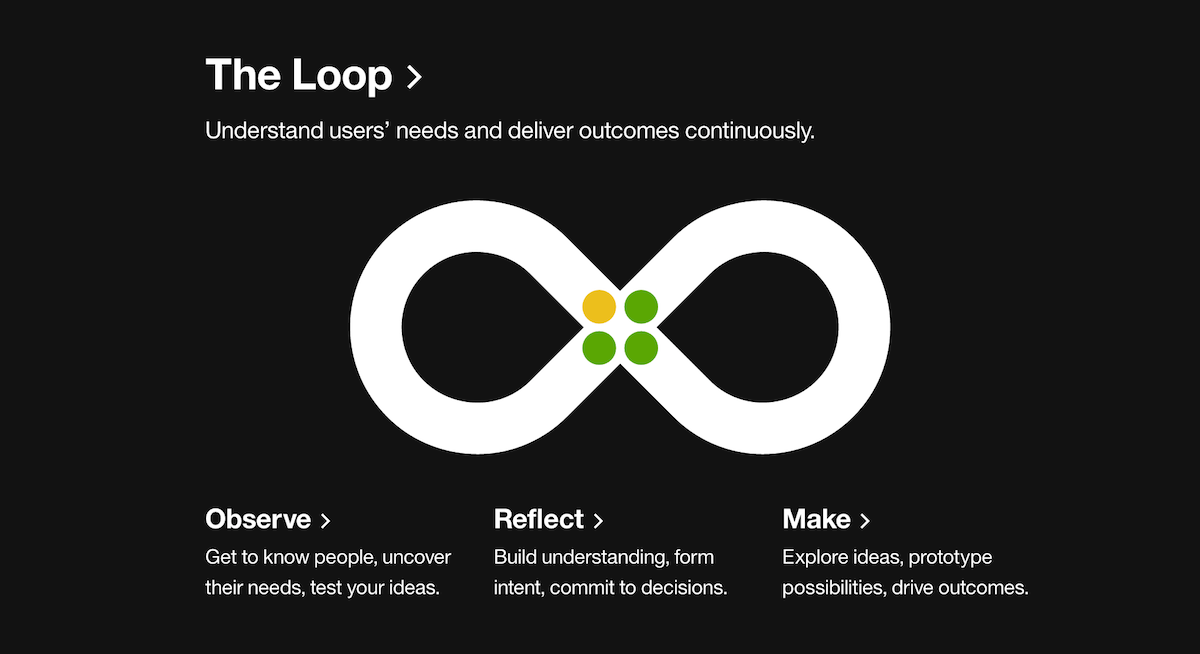 The Loop >
Understand users’ needs and deliver outcomes continuously.
Observe >
Get to know people, uncover
their needs, test your ideas.
Reflect >
Build understanding, form
intent, commit to decisions.
Make >
Explore ideas, prototype
possibilities, drive outcomes.